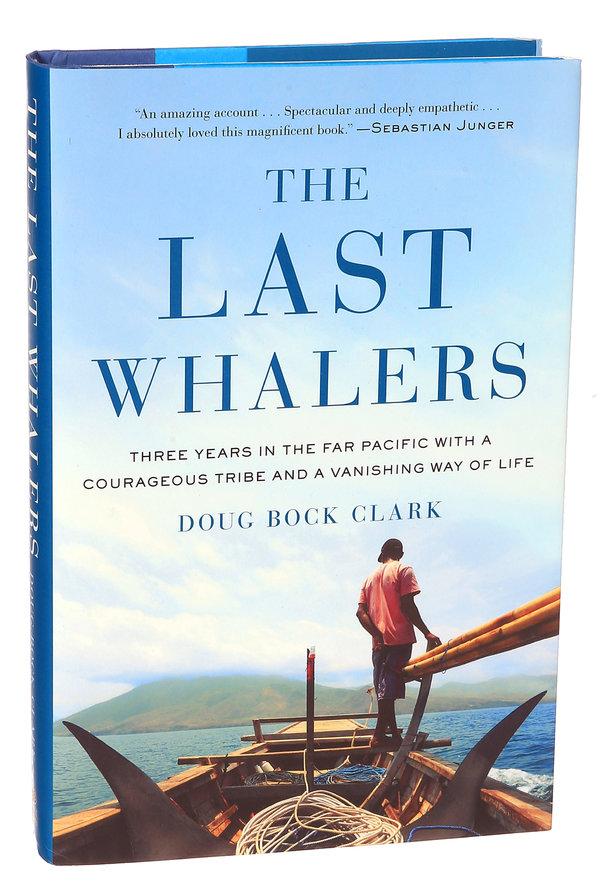 “An amazing account . . . Spectacular and deeply empathetic . . .
I absolutely loved this magnificent book.” —SEBASTIAN JUNGER
THE
LAST
WHALERS
THREE YEARS IN THE FAR PACIFIC WITH A
COURAGEOUS TRIBE AND A VANISHING WAY OF LIFE
DOUG BOCK CLARK
THE LAST WHALERS